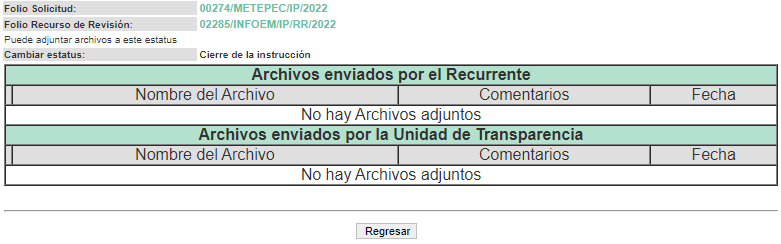 Folio Solicitud: 00274/METEPEC/IP/2022
Folio Recurso de Revisión: 02285/INFOEM/IP/RR/2022
Puede adjuntar archivos a este estatus
Cambiar estatus: Cierre de la instrucción
Archivos enviados por el Recurrente
Nombre del Archivo Comentarios Fecha
No hay Archivos adjuntos
Archivos enviados por la Unidad de Transparencia
Nombre del Archivo Comentarios Fecha
No hay Archivos adjuntos
Regresar